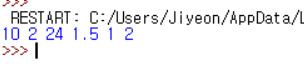 >>>
RESTART: C:/Users/Jiyeon/AppData/
10 2 24 1.5 1 2
>>>